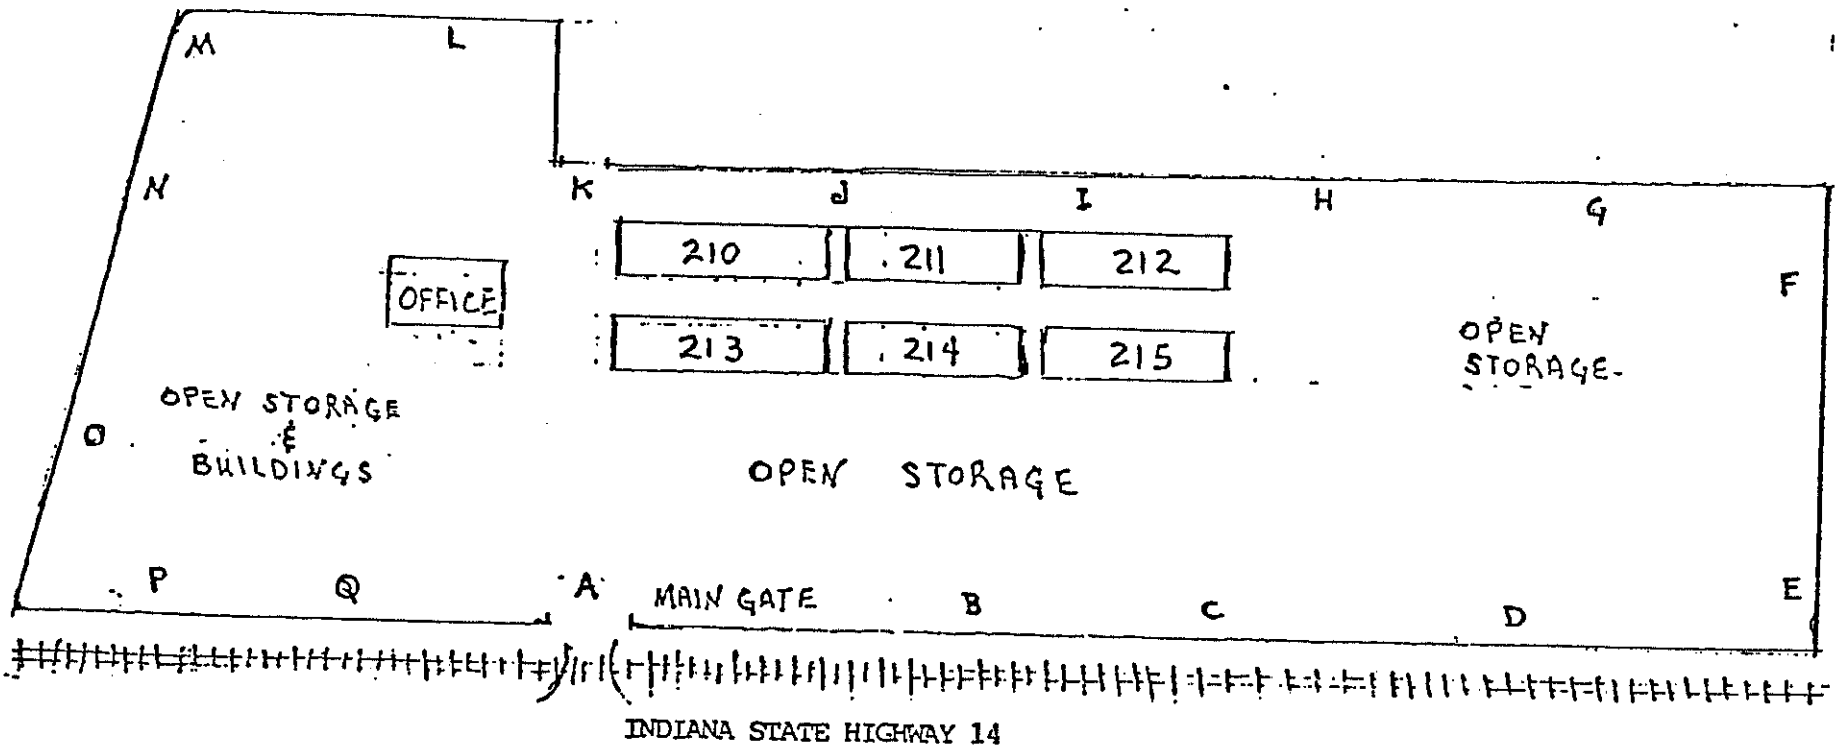 M L
N K J I H G
210 211 212
F
OFFICE
213 214 215
OPEN
STORAGE
OPEN STORAGE
&
BUILDINGS
O
OPEN STORAGE
P Q A MAIN GATE B C D E
INDIANA STATE HIGHWAY 14